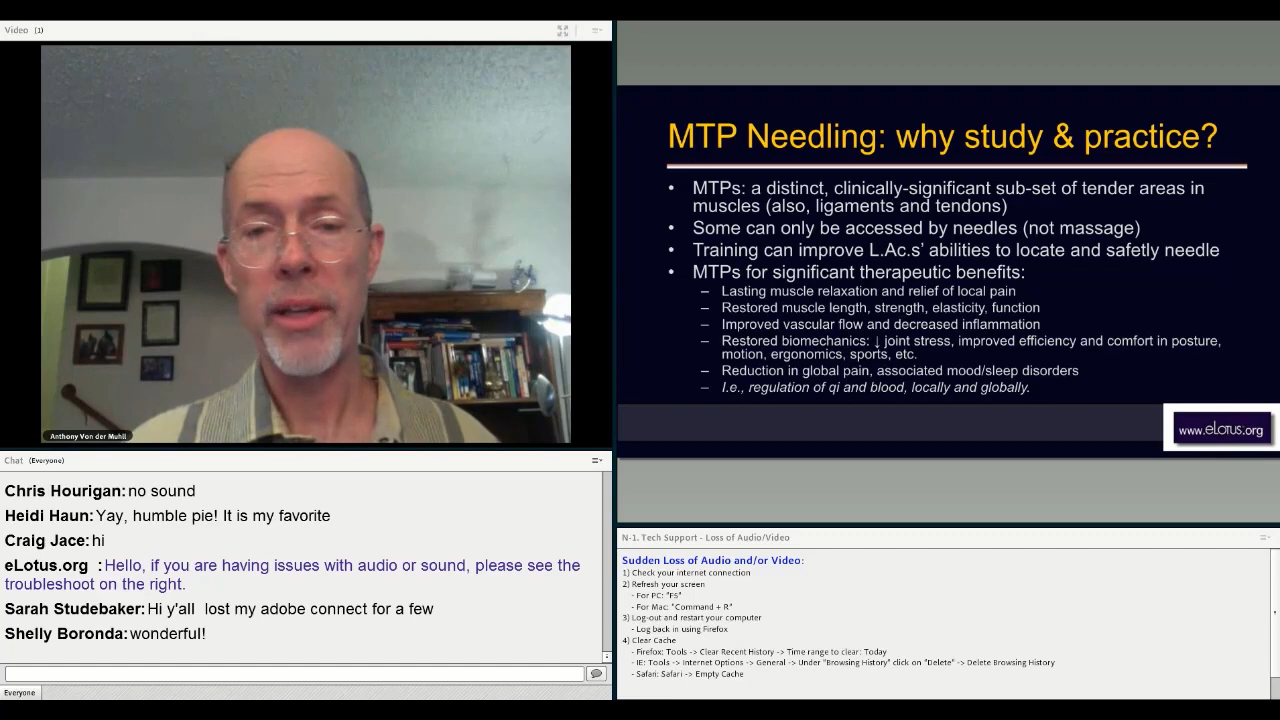 Video (1)
Anthony Von der Muhll
Chat (Everyone)
Chris Hourigan: no sound
Heidi Haun: Yay, humble pie! It is my favorite
Craig Jace: hi
eLotus.org : Hello, if you are having issues with audio or sound, please see the
troubleshoot on the right.
Sarah Studebaker: Hi y'all lost my adobe connect for a few
Shelly Boronda: wonderful!
Everyone
MTP Needling: why study & practice?
• MTPs: a distinct, clinically-significant sub-set of tender areas in
muscles (also, ligaments and tendons)
• Some can only be accessed by needles (not massage)
• Training can improve L.Ac.s' abilities to locate and safetly needle
• MTPs for significant therapeutic benefits:
– Lasting muscle relaxation and relief of local pain
– Restored muscle length, strength, elasticity, function
– Improved vascular flow and decreased inflammation
– Restored biomechanics: ↓ joint stress, improved efficiency and comfort in posture,
motion, ergonomics, sports, etc.
– Reduction in global pain, associated mood/sleep disorders
– I.e., regulation of qi and blood, locally and globally.
www.eLotus.org
N-1. Tech Support - Loss of Audio/Video
Sudden Loss of Audio and/or Video:
1) Check your internet connection
2) Refresh your screen
- For PC: "F5"
- For Mac: "Command + R"
3) Log-out and restart your computer
- Log back in using Firefox
4) Clear Cache
- Firefox: Tools -> Clear Recent History -> Time range to clear: Today
- IE: Tools -> Internet Options -> General -> Under "Browsing History" click on "Delete" -> Delete Browsing History
- Safari: Safari -> Empty Cache